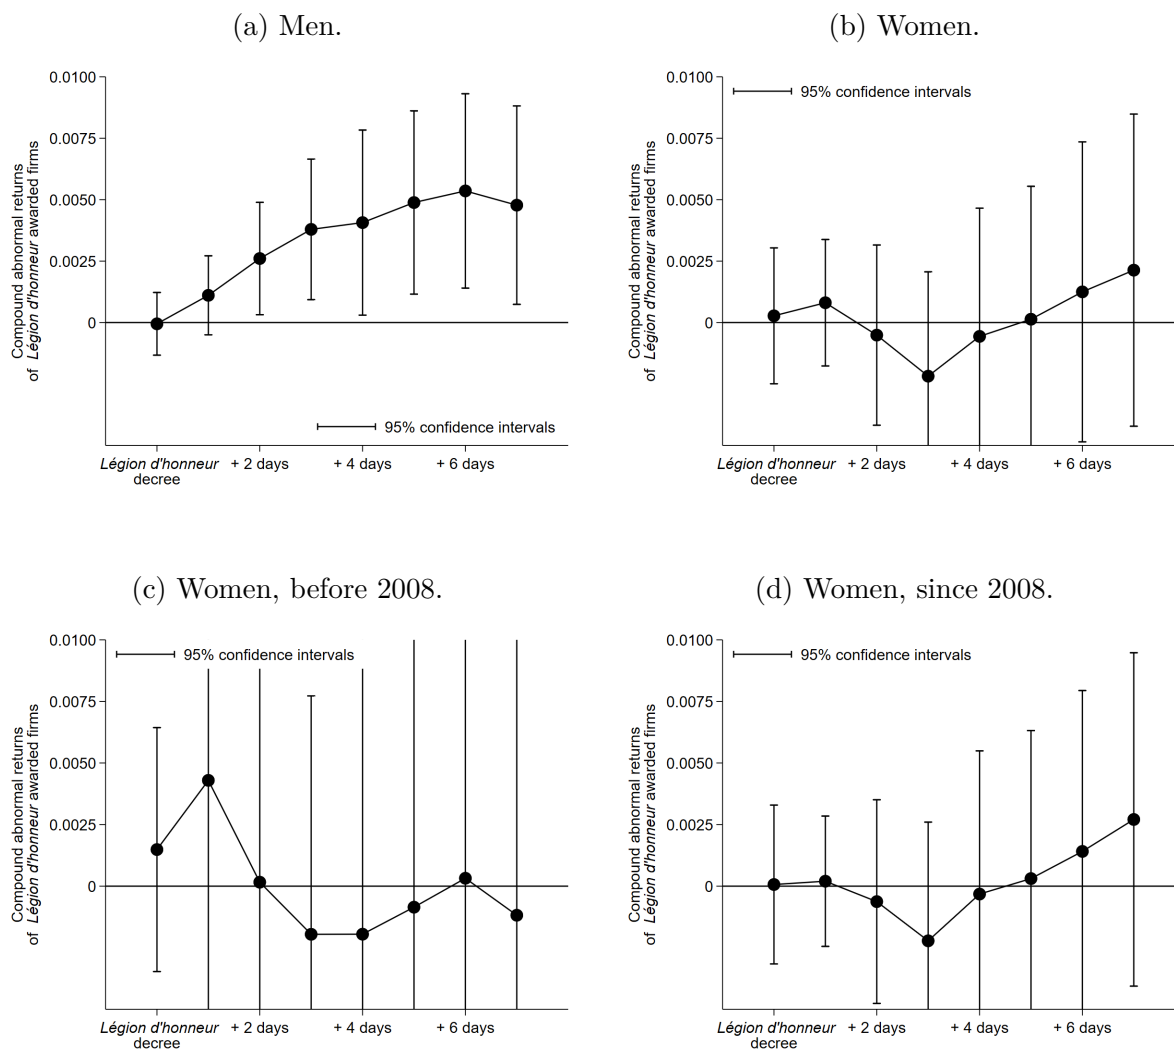 (a) Men.
0.0100
0.0075
0.0050
0.0025
0
Compound abnormal returns
of Légion d'honneur awarded firms
95% confidence intervals
Légion d'honneur
decree
+ 2 days
+ 4 days
+ 6 days
(b) Women.
95% confidence intervals
0.0100
0.0075
0.0050
0.0025
0
Compound abnormal returns
of Légion d'honneur awarded firms
Légion d'honneur
decree
+ 2 days
+ 4 days
+ 6 days
(c) Women, before 2008.
95% confidence intervals
0.0100
0.0075
0.0050
0.0025
0
Compound abnormal returns
of Légion d'honneur awarded firms
Légion d'honneur
decree
+ 2 days
+ 4 days
+ 6 days
(d) Women, since 2008.
95% confidence intervals
0.0100
0.0075
0.0050
0.0025
0
Compound abnormal returns
of Légion d'honneur awarded firms
Légion d'honneur
decree
+ 2 days
+ 4 days
+ 6 days